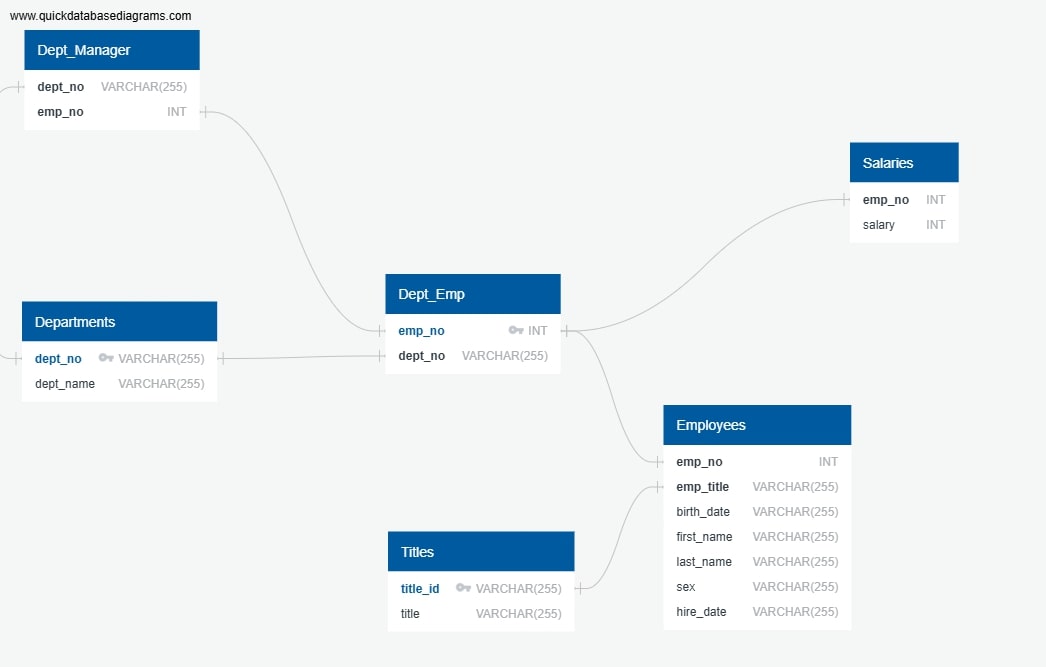 www.quickdatabasediagrams.com
Dept_Manager
dept_no VARCHAR(255)
emp_no INT
Salaries
emp_no INT
salary INT
Dept_Emp
emp_no INT
dept_no VARCHAR(255)
Departments
dept_no VARCHAR(255)
dept_name VARCHAR(255)
Employees
emp_no INT
emp_title VARCHAR(255)
birth_date VARCHAR(255)
first_name VARCHAR(255)
last_name VARCHAR(255)
sex VARCHAR(255)
hire_date VARCHAR(255)
Titles
title_id VARCHAR(255)
title VARCHAR(255)